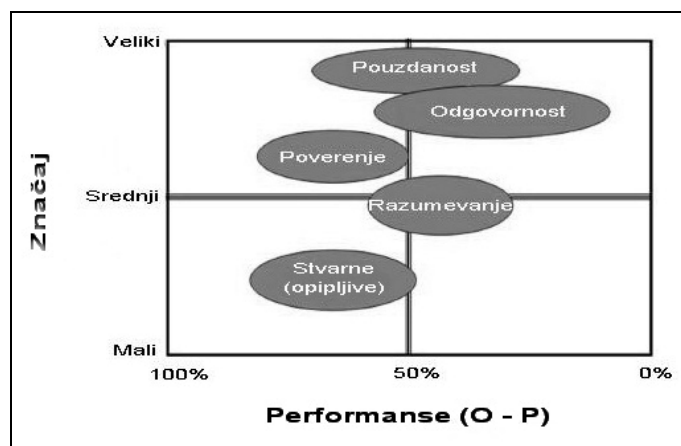 Veliki
Pouzdanost
Odgovornost
Poverenje
Značaj
Srednji
Razumevanje
Stvarne
(opipljive)
Mali
100%
50%
0%
Performanse (O - P)